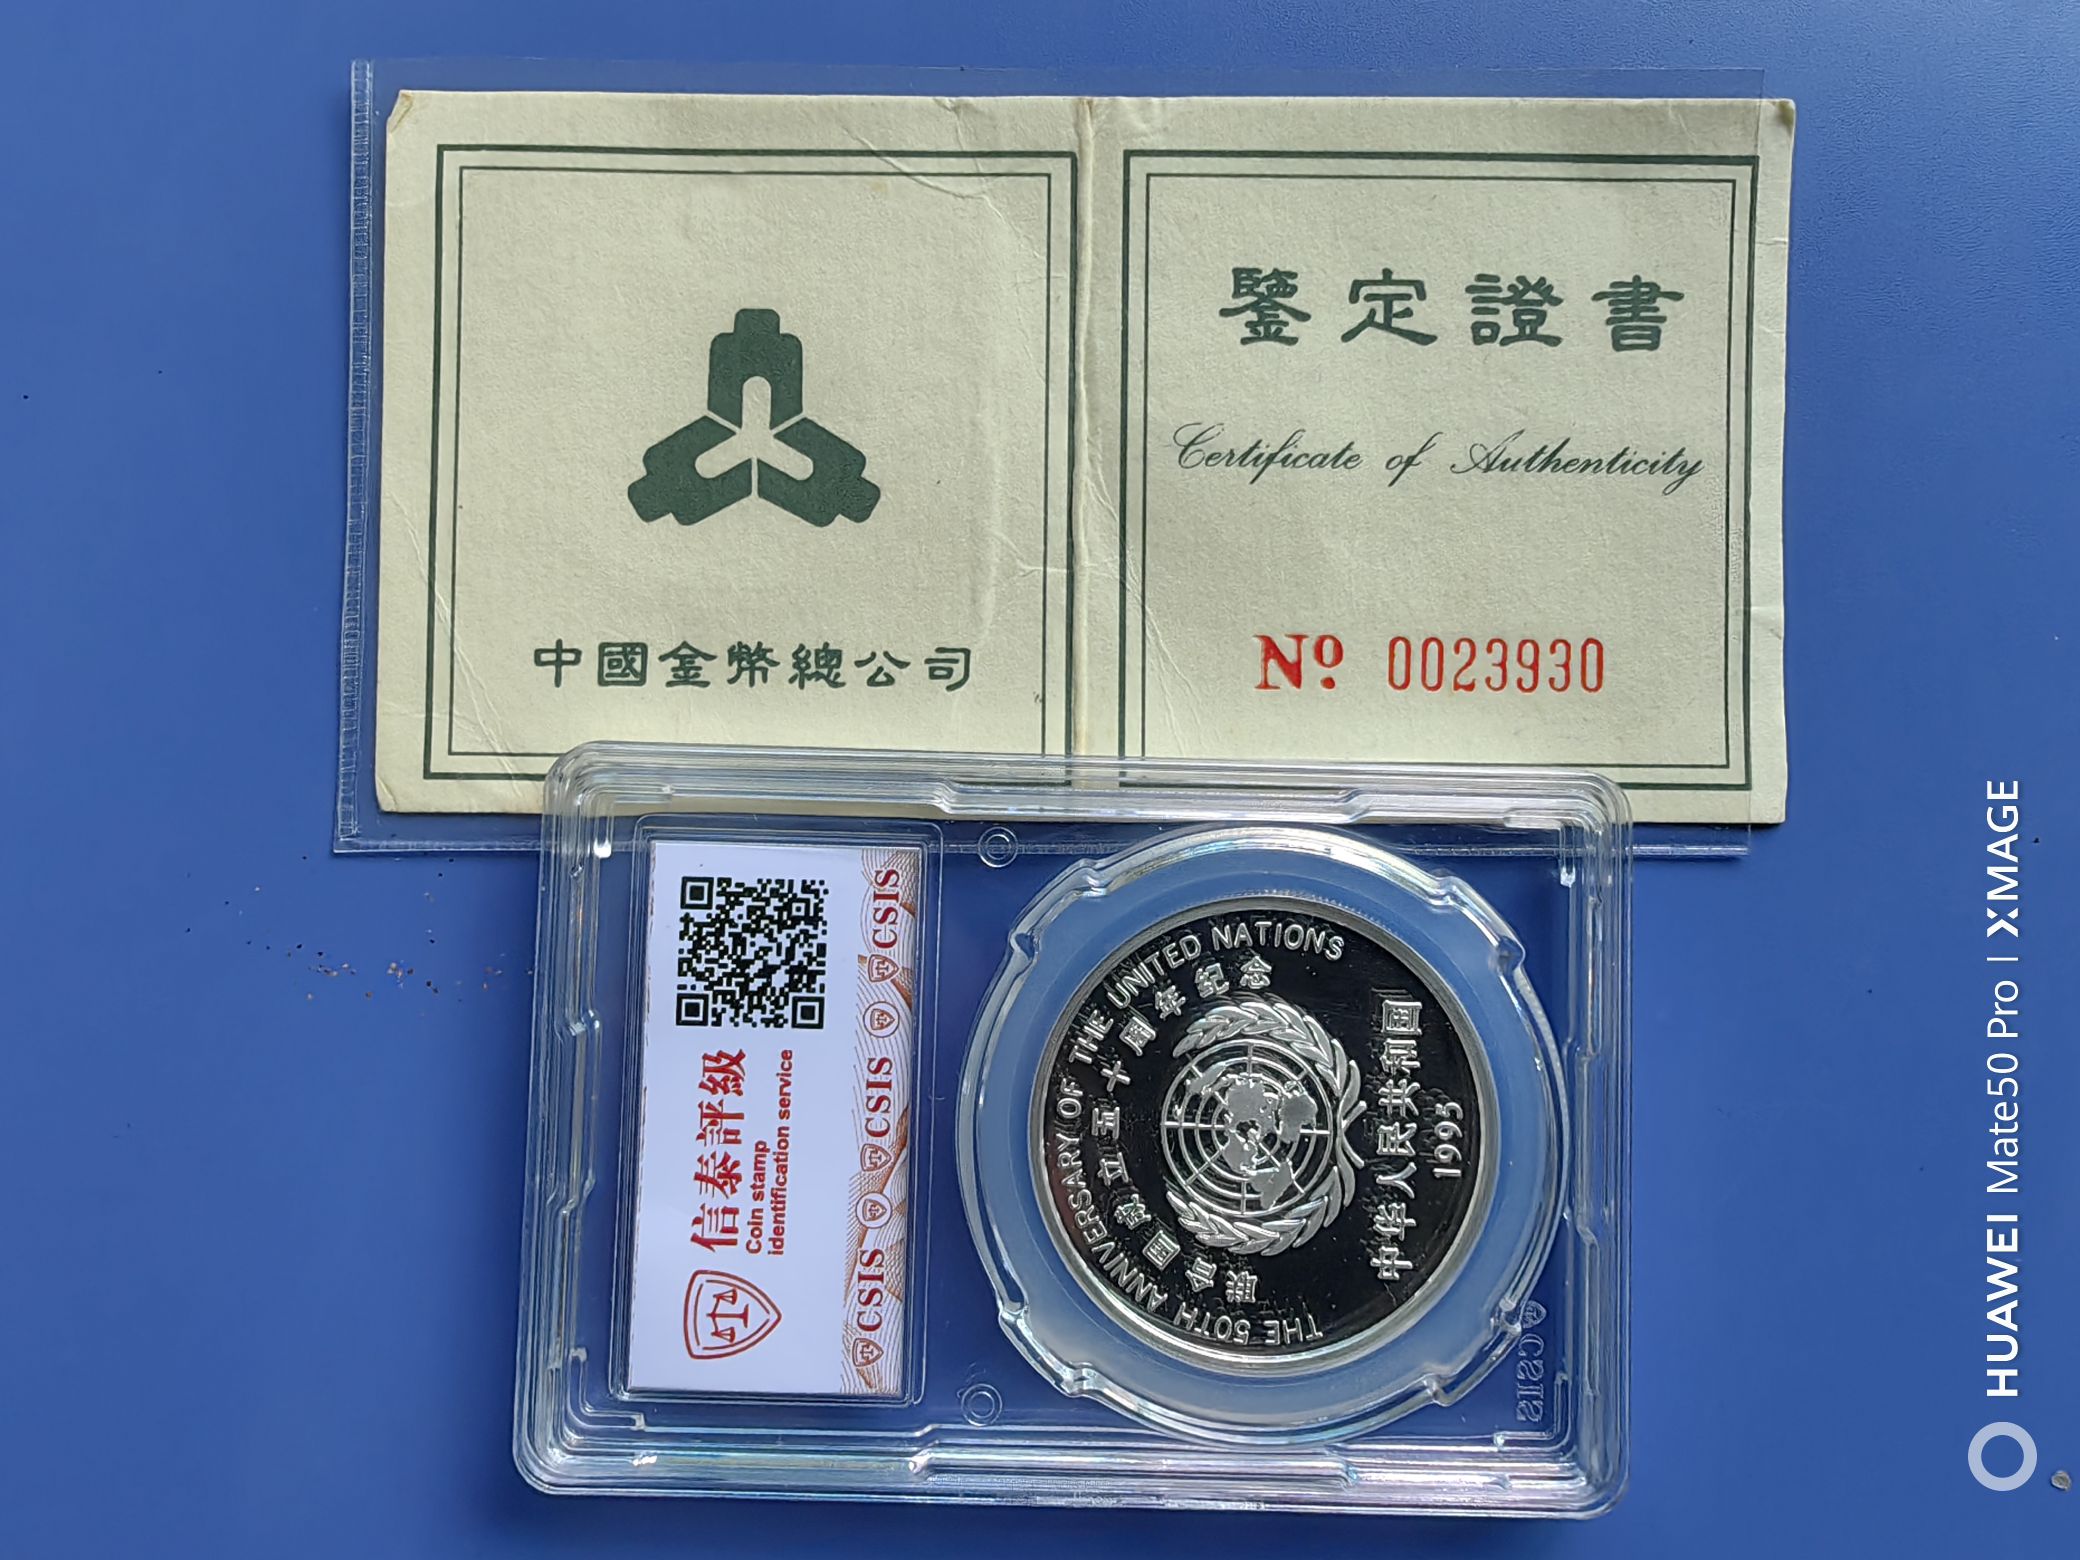 鑒定證書
Certificate of Authenticity
中國金幣總公司
№ 0023930
信泰評級
Coin stamp
identification service
CSIS CSIS CSIS
THE 50TH ANNIVERSARY OF THE UNITED NATIONS
联合国成立五十周年纪念
中华人民共和国
1995
CSIS
HUAWEI Mate50 Pro | XMAGE